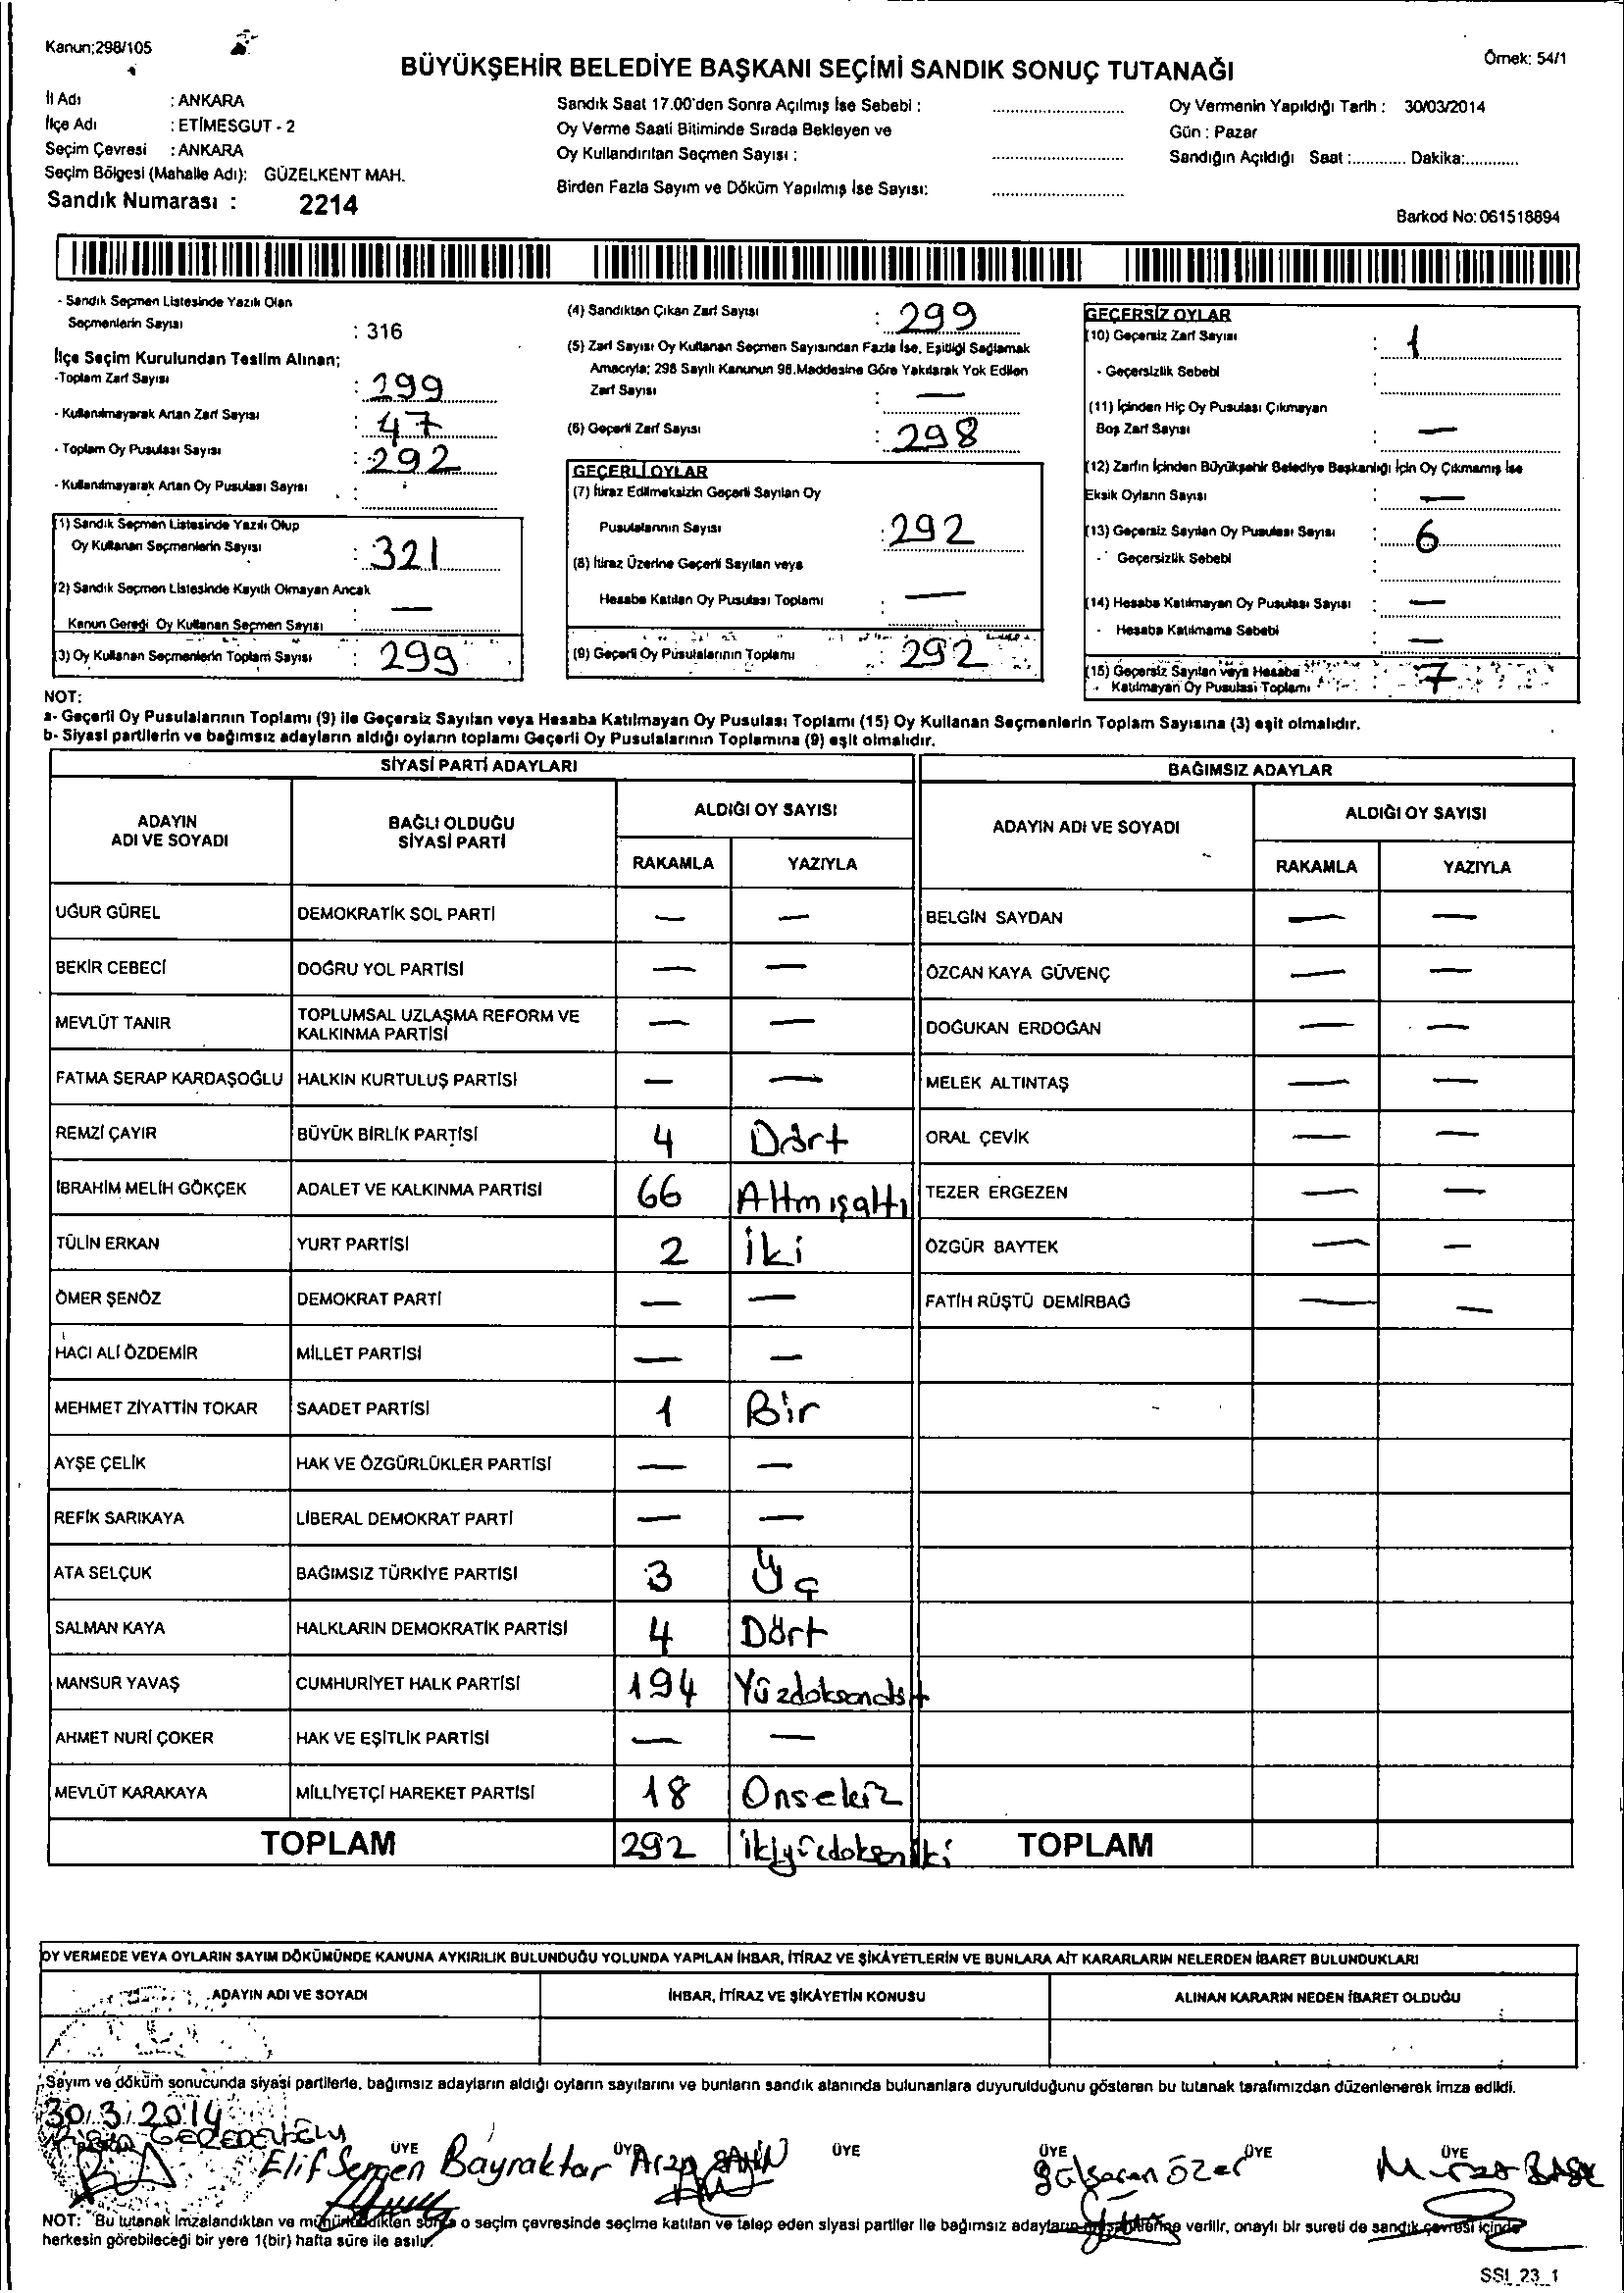 Kanun;298/105
Örnek: 54/1
BÜYÜKŞEHİR BELEDİYE BAŞKANI SEÇİMİ SANDIK SONUÇ TUTANAĞI
İl Adı : ANKARA
İlçe Adı : ETİMESGUT - 2
Seçim Çevresi : ANKARA
Seçim Bölgesi (Mahalle Adı): GÜZELKENT MAH.
Sandık Numarası : 2214
Sandık Saat 17.00'den Sonra Açılmış İse Sebebi :
Oy Verme Saati Bitiminde Sırada Bekleyen ve
Oy Kullandırılan Seçmen Sayısı :
Birden Fazla Sayım ve Döküm Yapılmış İse Sayısı:
Oy Vermenin Yapıldığı Tarih : 30/03/2014
Gün : Pazar
Sandığın Açıldığı Saat :............ Dakika:............
Barkod No: 061518894
- Sandık Seçmen Listesinde Yazılı Olan
Seçmenlerin Sayısı : 316
İlçe Seçim Kurulundan Teslim Alınan;
-Toplam Zarf Sayısı : 299
- Kullanılmayarak Artan Zarf Sayısı : 47
- Toplam Oy Pusulası Sayısı : 292
- Kullanılmayarak Artan Oy Pusulası Sayısı :
(1) Sandık Seçmen Listesinde Yazılı Olup
Oy Kullanan Seçmenlerin Sayısı : 321
(2) Sandık Seçmen Listesinde Kayıtlı Olmayan Ancak
Kanun Gereği Oy Kullanan Seçmen Sayısı : —
(3) Oy Kullanan Seçmenlerin Toplam Sayısı : 299
(4) Sandıktan Çıkan Zarf Sayısı : 299
(5) Zarf Sayısı Oy Kullanan Seçmen Sayısından Fazla İse, Eşitliği Sağlamak
Amacıyla; 298 Sayılı Kanunun 98.Maddesine Göre Yakılarak Yok Edilen
Zarf Sayısı : —
(6) Geçerli Zarf Sayısı : 298
GEÇERLİ OYLAR
(7) İtiraz Edilmeksizin Geçerli Sayılan Oy
Pusulalarının Sayısı : 292
(8) İtiraz Üzerine Geçerli Sayılan veya
Hesaba Katılan Oy Pusulası Toplamı : —
(9) Geçerli Oy Pusulalarının Toplamı : 292
GEÇERSİZ OYLAR
(10) Geçersiz Zarf Sayısı : 1
- Geçersizlik Sebebi :
(11) İçinden Hiç Oy Pusulası Çıkmayan
Boş Zarf Sayısı : —
(12) Zarfın İçinden Büyükşehir Belediye Başkanlığı İçin Oy Çıkmamış İse
Eksik Oyların Sayısı : —
(13) Geçersiz Sayılan Oy Pusulası Sayısı : 6
- Geçersizlik Sebebi :
(14) Hesaba Katılmayan Oy Pusulası Sayısı : —
- Hesaba Katılmama Sebebi : —
(15) Geçersiz Sayılan veya Hesaba
Katılmayan Oy Pusulası Toplamı : 7
NOT:
a- Geçerli Oy Pusulalarının Toplamı (9) ile Geçersiz Sayılan veya Hesaba Katılmayan Oy Pusulası Toplamı (15) Oy Kullanan Seçmenlerin Toplam Sayısına (3) eşit olmalıdır.
b- Siyasi partilerin ve bağımsız adayların aldığı oyların toplamı Geçerli Oy Pusulalarının Toplamına (9) eşit olmalıdır.
SİYASİ PARTİ ADAYLARI
ADAYIN ADI VE SOYADI BAĞLI OLDUĞU SİYASİ PARTİ ALDIĞI OY SAYISI
RAKAMLA YAZIYLA
UĞUR GÜREL DEMOKRATİK SOL PARTİ — —
BEKİR CEBECİ DOĞRU YOL PARTİSİ — —
MEVLÜT TANIR TOPLUMSAL UZLAŞMA REFORM VE KALKINMA PARTİSİ — —
FATMA SERAP KARDAŞOĞLU HALKIN KURTULUŞ PARTİSİ — —
REMZİ ÇAYIR BÜYÜK BİRLİK PARTİSİ 4 Dört
İBRAHİM MELİH GÖKÇEK ADALET VE KALKINMA PARTİSİ 66 Altmışaltı
TÜLİN ERKAN YURT PARTİSİ 2 İki
ÖMER ŞENÖZ DEMOKRAT PARTİ — —
HACI ALİ ÖZDEMİR MİLLET PARTİSİ — —
MEHMET ZİYATTİN TOKAR SAADET PARTİSİ 1 Bir
AYŞE ÇELİK HAK VE ÖZGÜRLÜKLER PARTİSİ — —
REFİK SARIKAYA LİBERAL DEMOKRAT PARTİ — —
ATA SELÇUK BAĞIMSIZ TÜRKİYE PARTİSİ 3 Üç
SALMAN KAYA HALKLARIN DEMOKRATİK PARTİSİ 4 Dört
MANSUR YAVAŞ CUMHURİYET HALK PARTİSİ 194 Yüzdoksandört
AHMET NURİ ÇOKER HAK VE EŞİTLİK PARTİSİ — —
MEVLÜT KARAKAYA MİLLİYETÇİ HAREKET PARTİSİ 18 Onsekiz
TOPLAM 292 ikiyüzdoksaniki
BAĞIMSIZ ADAYLAR
ADAYIN ADI VE SOYADI ALDIĞI OY SAYISI
RAKAMLA YAZIYLA
BELGİN SAYDAN — —
ÖZCAN KAYA GÜVENÇ — —
DOĞUKAN ERDOĞAN — —
MELEK ALTINTAŞ — —
ORAL ÇEVİK — —
TEZER ERGEZEN — —
ÖZGÜR BAYTEK — —
FATİH RÜŞTÜ DEMİRBAĞ — —
TOPLAM
OY VERMEDE VEYA OYLARIN SAYIM DÖKÜMÜNDE KANUNA AYKIRILIK BULUNDUĞU YOLUNDA YAPILAN İHBAR, İTİRAZ VE ŞİKÂYETLERİN VE BUNLARA AİT KARARLARIN NELERDEN İBARET BULUNDUKLARI
ADAYIN ADI VE SOYADI İHBAR, İTİRAZ VE ŞİKÂYETİN KONUSU ALINAN KARARIN NEDEN İBARET OLDUĞU
Sayım ve döküm sonucunda siyasi partilerle, bağımsız adayların aldığı oyların sayılarını ve bunların sandık alanında bulunanlara duyurulduğunu gösteren bu tutanak tarafımızdan düzenlenerek imza edildi.
30/3/2014
ÜYE ÜYE ÜYE ÜYE ÜYE ÜYE
Elif Sergen Bayraktar Arzu ŞAHİN Gülşaran Özer Mirza
NOT: Bu tutanak imzalandıktan ve mühürlendikten sonra o seçim çevresinde seçime katılan ve talep eden siyasi partiler ile bağımsız adayların verilir, onaylı bir sureti de sandık çevresi içinde
herkesin görebileceği bir yere 1(bir) hafta süre ile asılır.
SSI_23_1